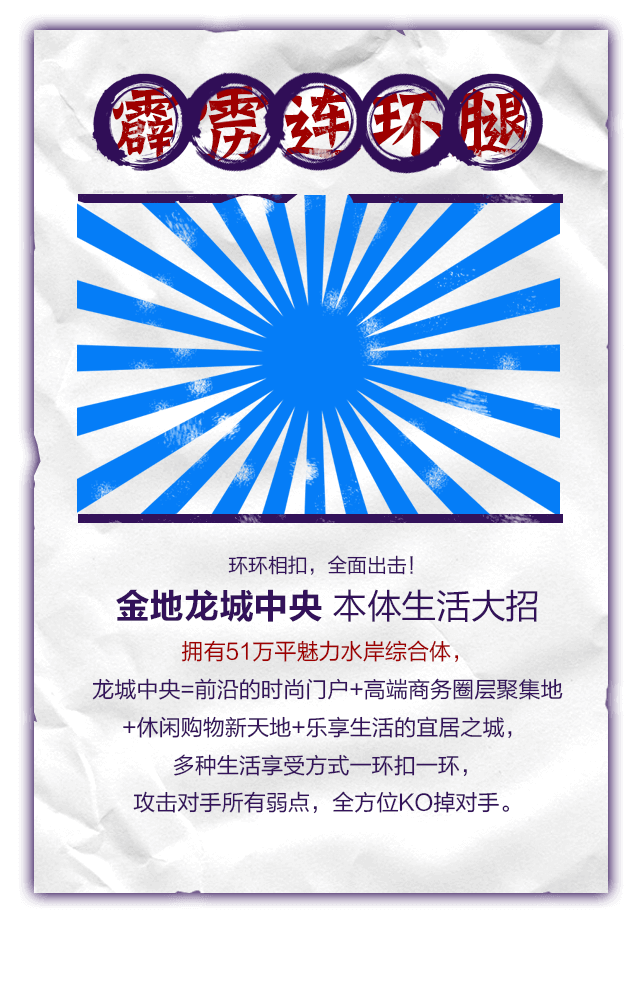 霹雳连环腿
环环相扣，全面出击！
金地龙城中央 本体生活大招
拥有51万平魅力水岸综合体，
龙城中央=前沿的时尚门户+高端商务圈层聚集地
+休闲购物新天地+乐享生活的宜居之城，
多种生活享受方式一环扣一环，
攻击对手所有弱点，全方位KO掉对手。